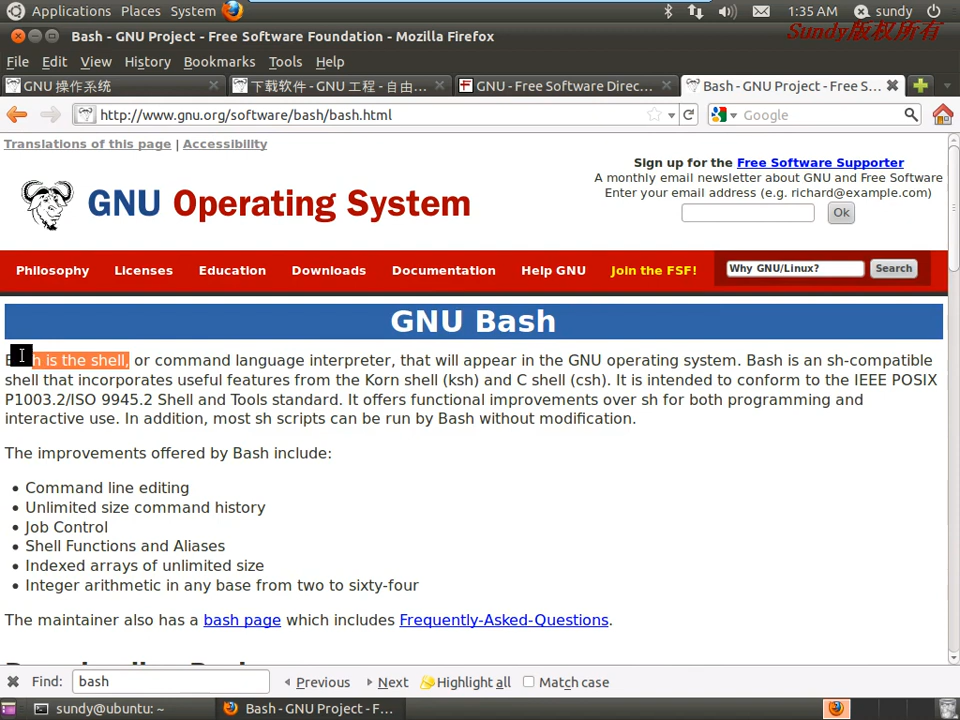 Applications Places System 1:35 AM sundy
Sundy版权所有
Bash - GNU Project - Free Software Foundation - Mozilla Firefox
File Edit View History Bookmarks Tools Help
GNU 操作系统 下载软件 - GNU 工程 - 自由... GNU - Free Software Direc... Bash - GNU Project - Free S...
http://www.gnu.org/software/bash/bash.html Google
Translations of this page | Accessibility
Sign up for the Free Software Supporter
A monthly email newsletter about GNU and Free Software
Enter your email address (e.g. richard@example.com)
Ok
GNU Operating System
Philosophy Licenses Education Downloads Documentation Help GNU Join the FSF! Why GNU/Linux? Search
GNU Bash
Bash is the shell, or command language interpreter, that will appear in the GNU operating system. Bash is an sh-compatible
shell that incorporates useful features from the Korn shell (ksh) and C shell (csh). It is intended to conform to the IEEE POSIX
P1003.2/ISO 9945.2 Shell and Tools standard. It offers functional improvements over sh for both programming and
interactive use. In addition, most sh scripts can be run by Bash without modification.
The improvements offered by Bash include:
Command line editing
Unlimited size command history
Job Control
Shell Functions and Aliases
Indexed arrays of unlimited size
Integer arithmetic in any base from two to sixty-four
The maintainer also has a bash page which includes Frequently-Asked-Questions.
Find: bash Previous Next Highlight all Match case
sundy@ubuntu: ~ Bash - GNU Project - F...